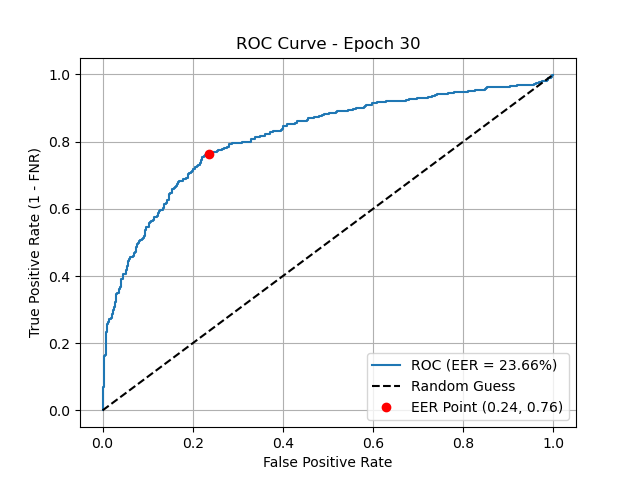 ROC Curve - Epoch 30
True Positive Rate (1 - FNR)
1.0
0.8
0.6
0.4
0.2
0.0
ROC (EER = 23.66%)
Random Guess
EER Point (0.24, 0.76)
0.0 0.2 0.4 0.6 0.8 1.0
False Positive Rate